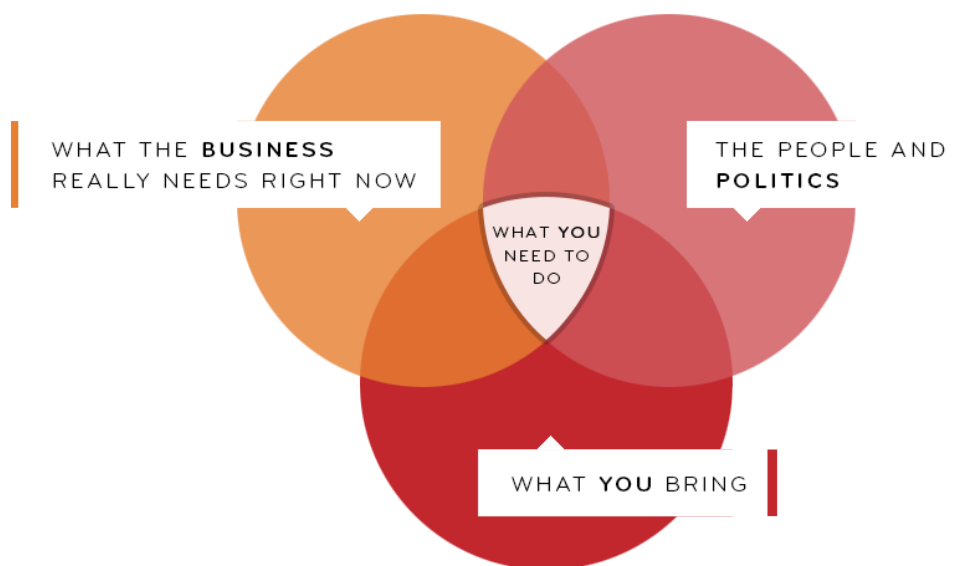 WHAT THE BUSINESS
REALLY NEEDS RIGHT NOW
THE PEOPLE AND
POLITICS
WHAT YOU
NEED TO
DO
WHAT YOU BRING